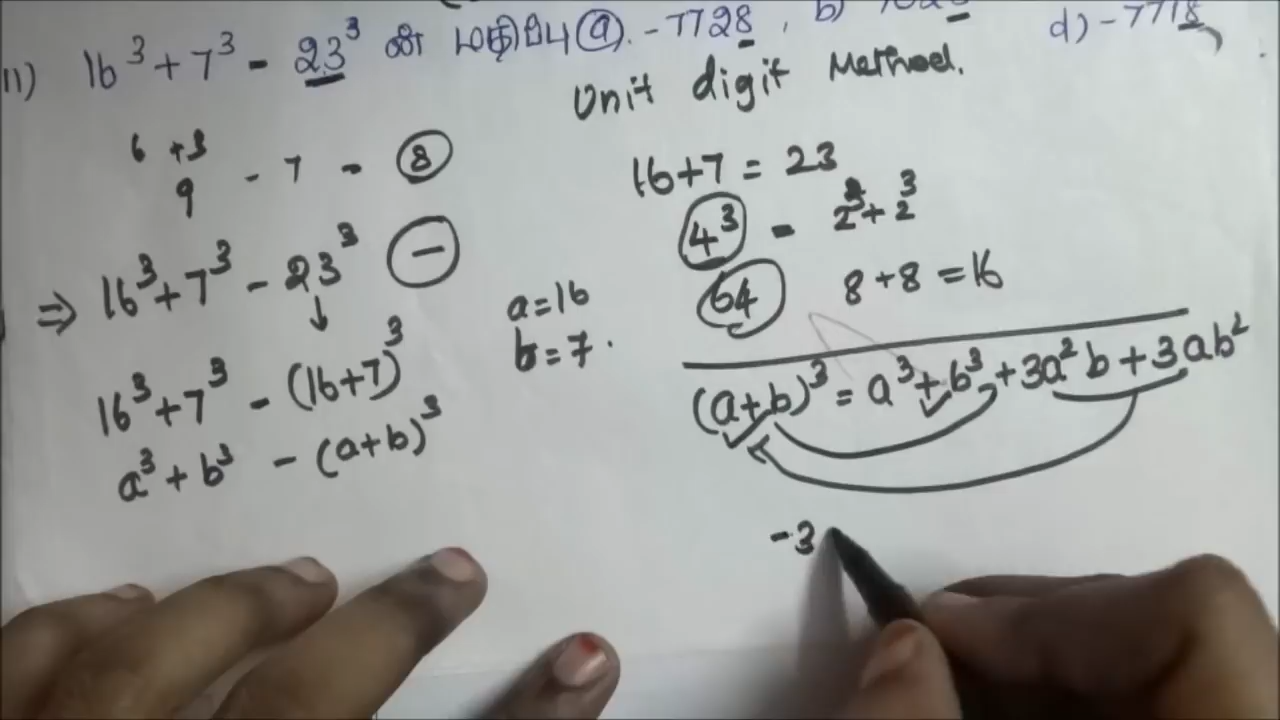 11) 16³ + 7³ - 23³ ன் மதிப்பு (a). -7728, b) d) -7718
Unit digit Method.
6 + 3
9 - 7 - 8
16 + 7 = 23
4³ - 2³ + 2³
⇒ 16³ + 7³ - 23³ -
64 8 + 8 = 16
a = 16
b = 7.
16³ + 7³ - (16+7)³
(a+b)³ = a³ + b³ + 3a²b + 3ab²
a³ + b³ - (a+b)³
-3